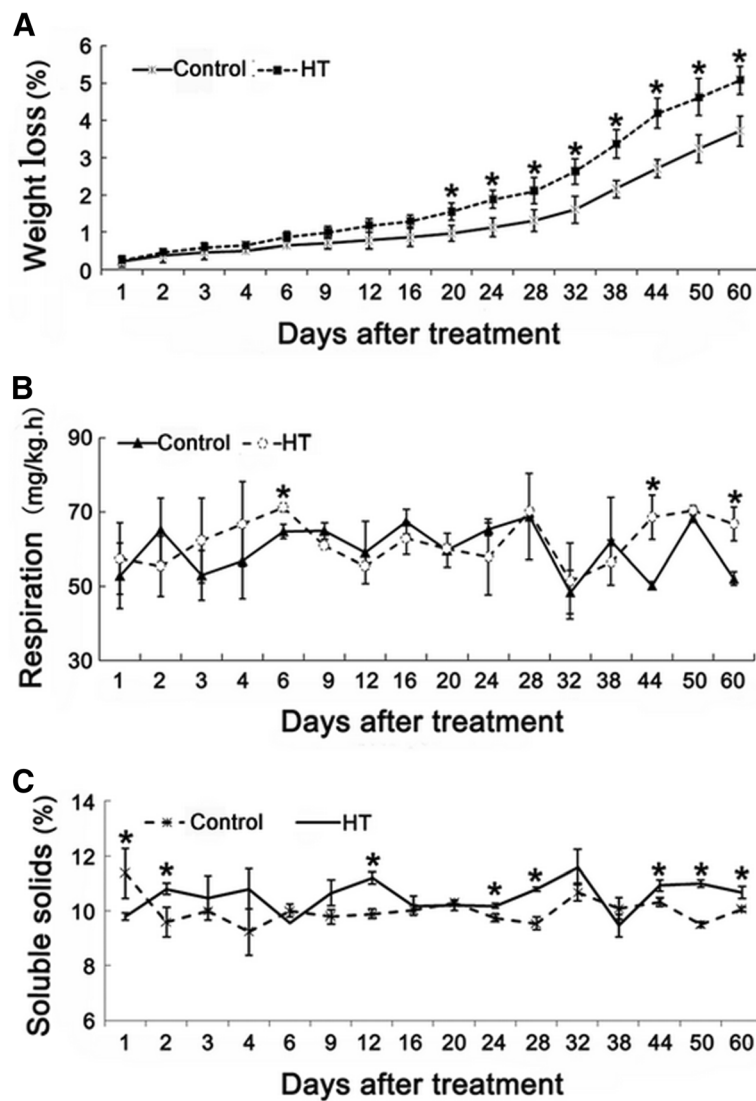 A
Weight loss (%)
Control HT
6
5
4
3
2
1
0
* * * * * * * *
1 2 3 4 6 9 12 16 20 24 28 32 38 44 50 60
Days after treatment
B
Respiration (mg/kg.h)
Control HT
90
70
50
30
* * *
1 2 3 4 6 9 12 16 20 24 28 32 38 44 50 60
Days after treatment
C
Soluble solids (%)
Control HT
14
12
10
8
6
* * * * * * * *
1 2 3 4 6 9 12 16 20 24 28 32 38 44 50 60
Days after treatment